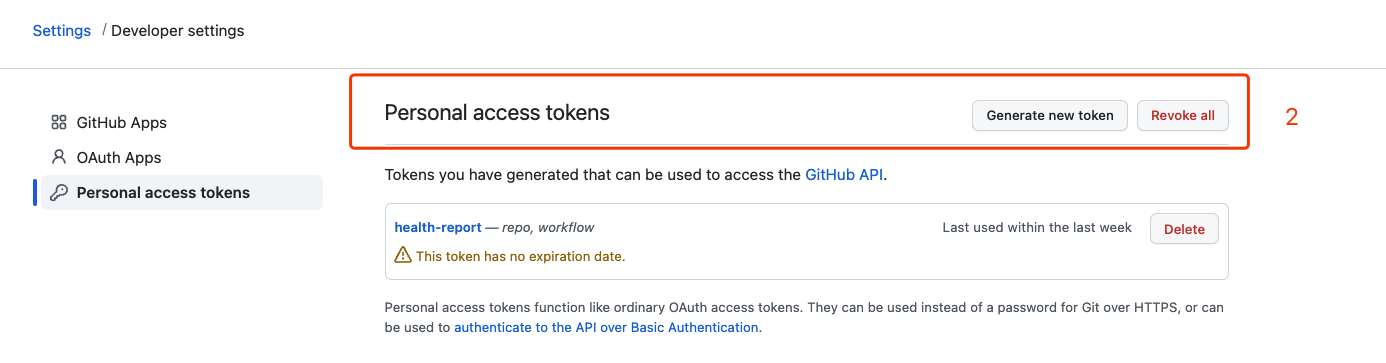 Settings / Developer settings
GitHub Apps
OAuth Apps
Personal access tokens
Personal access tokens
Generate new token
Revoke all
2
Tokens you have generated that can be used to access the GitHub API.
health-report — repo, workflow
Last used within the last week
Delete
This token has no expiration date.
Personal access tokens function like ordinary OAuth access tokens. They can be used instead of a password for Git over HTTPS, or can
be used to authenticate to the API over Basic Authentication.